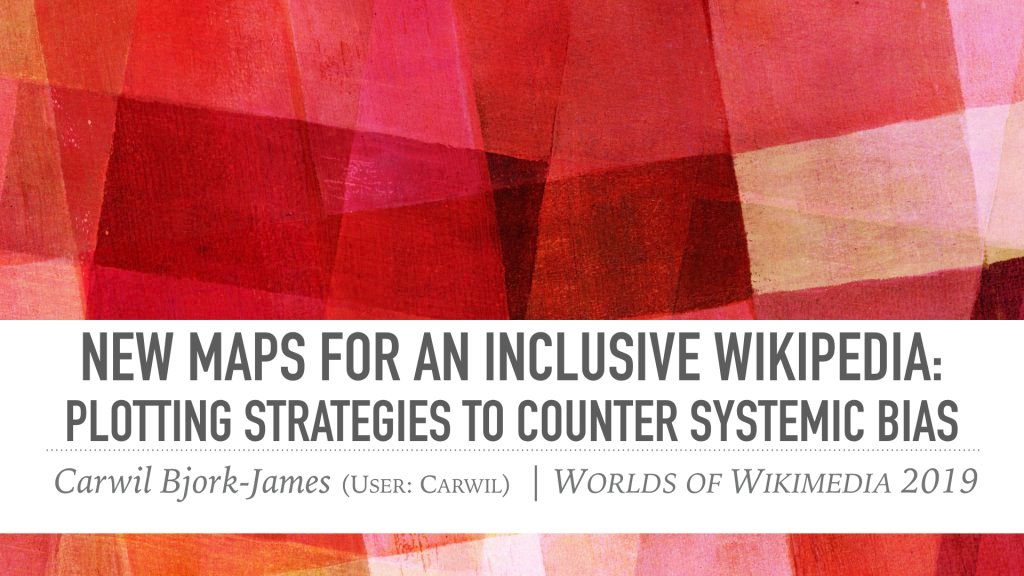 NEW MAPS FOR AN INCLUSIVE WIKIPEDIA:
PLOTTING STRATEGIES TO COUNTER SYSTEMIC BIAS
Carwil Bjork-James (USER: CARWIL) | WORLDS OF WIKIMEDIA 2019